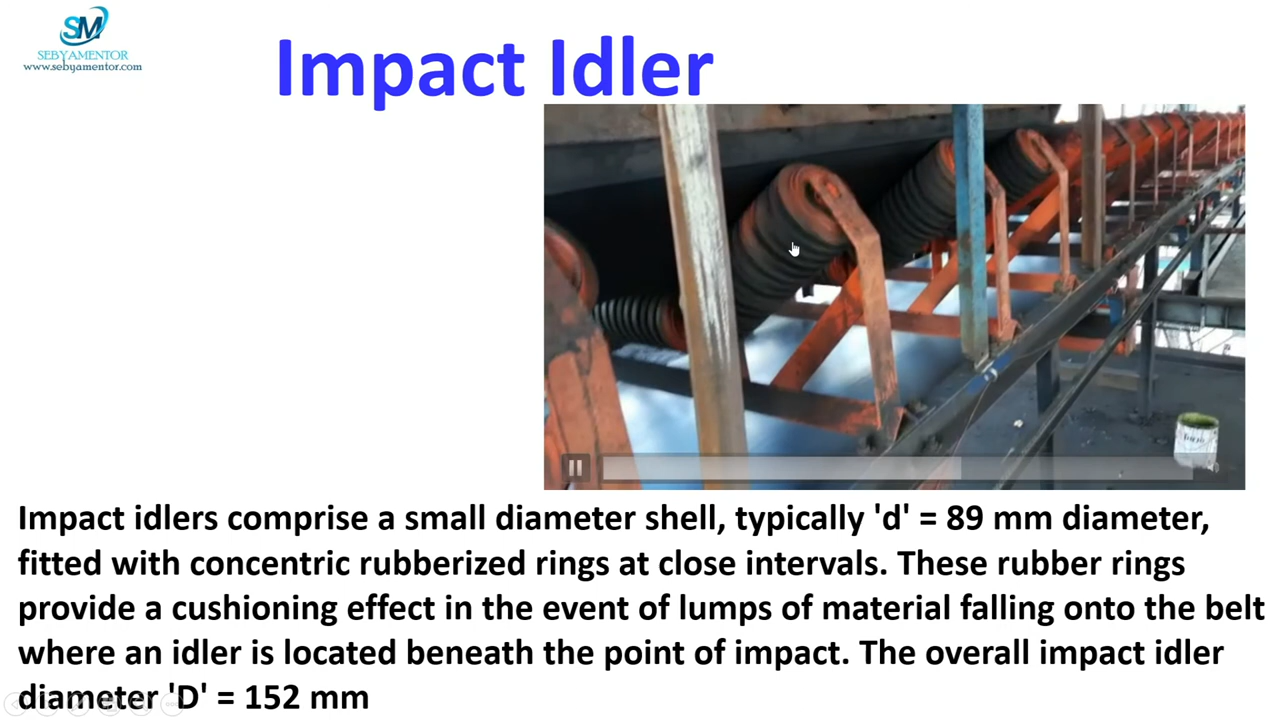 SM
SEBYAMENTOR
www.sebyamentor.com
Impact Idler
Impact idlers comprise a small diameter shell, typically 'd' = 89 mm diameter,
fitted with concentric rubberized rings at close intervals. These rubber rings
provide a cushioning effect in the event of lumps of material falling onto the belt
where an idler is located beneath the point of impact. The overall impact idler
diameter 'D' = 152 mm